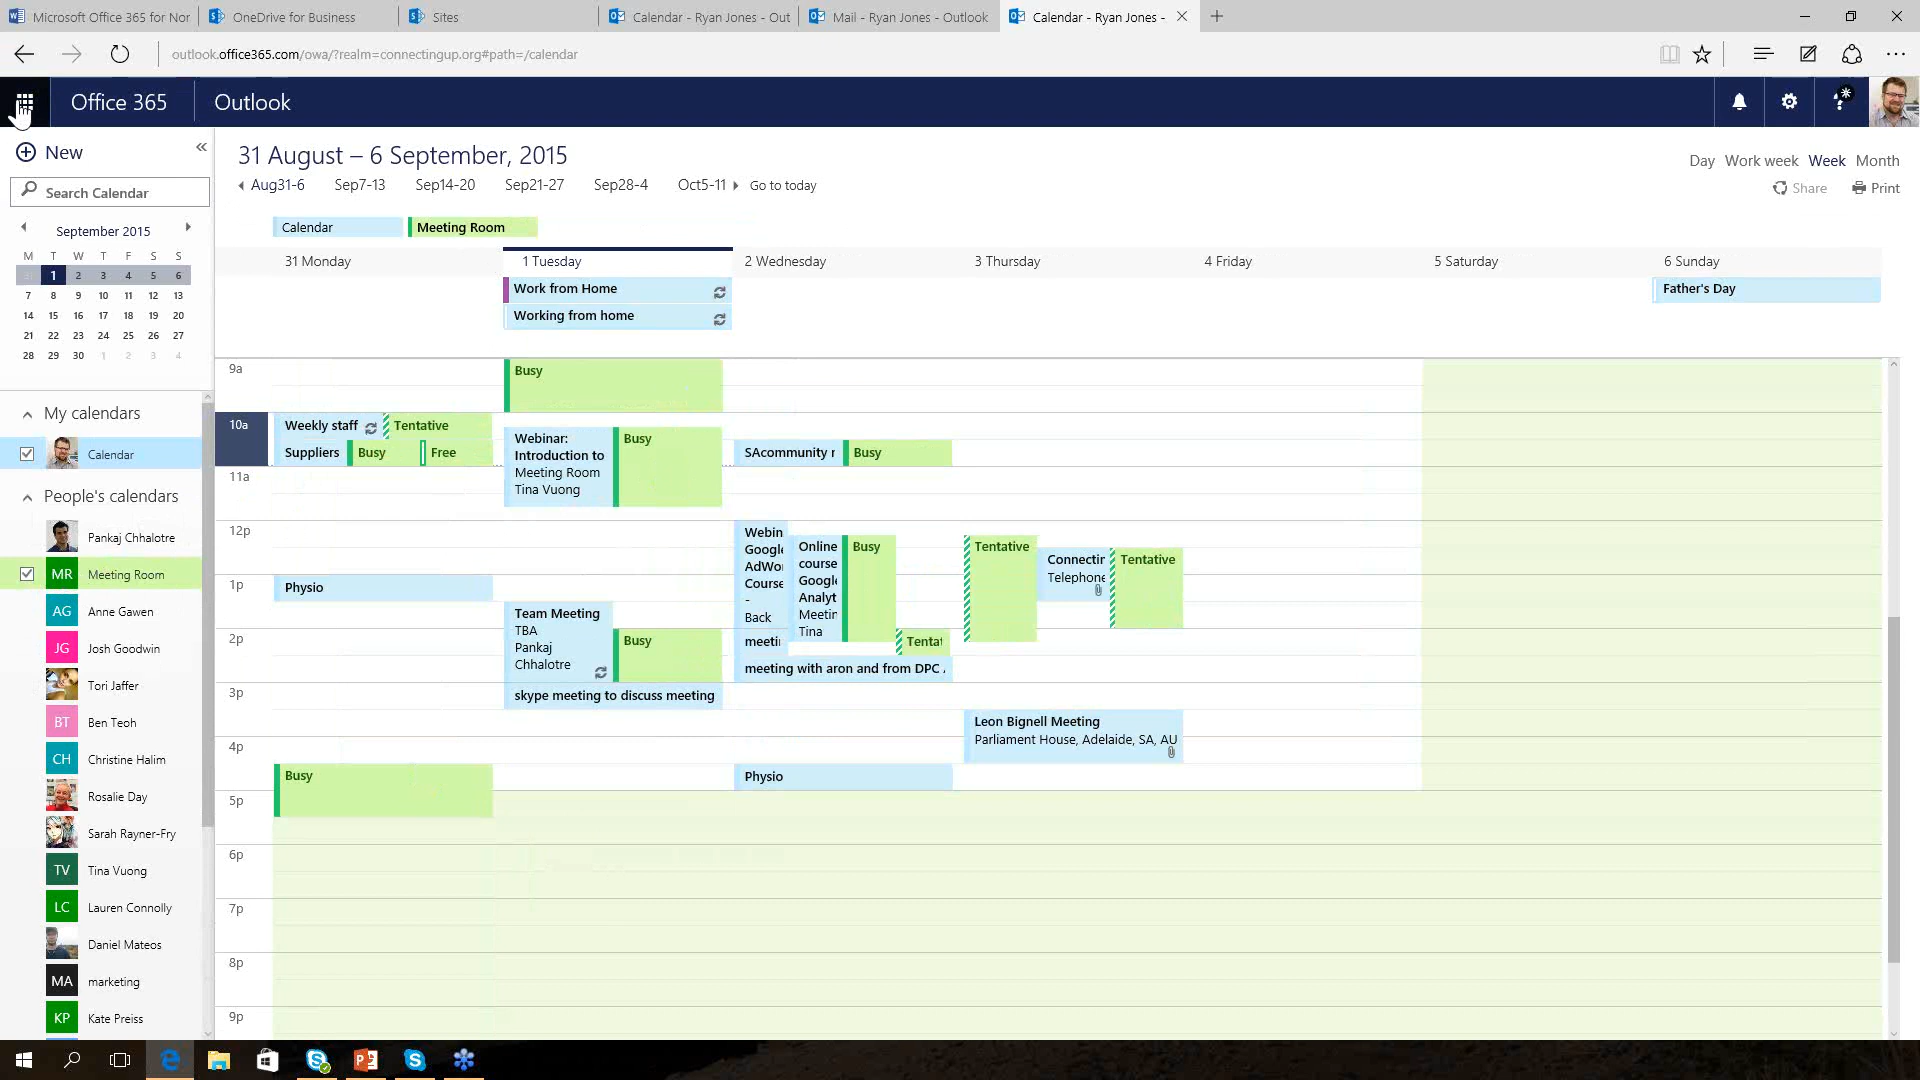 Microsoft Office 365 for Nor
OneDrive for Business
Sites
Calendar - Ryan Jones - Out
Mail - Ryan Jones - Outlook
Calendar - Ryan Jones -
outlook.office365.com/owa/?realm=connectingup.org#path=/calendar
Office 365
Outlook
New
Search Calendar
September 2015
M T W T F S S
31 1 2 3 4 5 6
7 8 9 10 11 12 13
14 15 16 17 18 19 20
21 22 23 24 25 26 27
28 29 30 1 2 3 4
My calendars
Calendar
People's calendars
Pankaj Chhalotre
MR Meeting Room
AG Anne Gawen
JG Josh Goodwin
Tori Jaffer
BT Ben Teoh
CH Christine Halim
Rosalie Day
Sarah Rayner-Fry
TV Tina Vuong
LC Lauren Connolly
Daniel Mateos
MA marketing
KP Kate Preiss
31 August – 6 September, 2015
Day Work week Week Month
Aug31-6 Sep7-13 Sep14-20 Sep21-27 Sep28-4 Oct5-11 Go to today
Share Print
Calendar
Meeting Room
31 Monday
1 Tuesday
2 Wednesday
3 Thursday
4 Friday
5 Saturday
6 Sunday
Work from Home
Working from home
Father's Day
9a
10a
11a
12p
1p
2p
3p
4p
5p
6p
7p
8p
9p
Weekly staff
Tentative
Suppliers
Busy
Free
Physio
Busy
Busy
Webinar:
Introduction to
Meeting Room
Tina Vuong
Busy
Team Meeting
TBA
Pankaj
Chhalotre
Busy
skype meeting to discuss meeting
SAcommunity r
Busy
Webin
Google
AdWo
Course
-
Back
Online
course
Google
Analyt
Meetin
Tina
Busy
meeti
Tentat
meeting with aron and from DPC
Physio
Tentative
Connectin
Telephone
Tentative
Leon Bignell Meeting
Parliament House, Adelaide, SA, AU